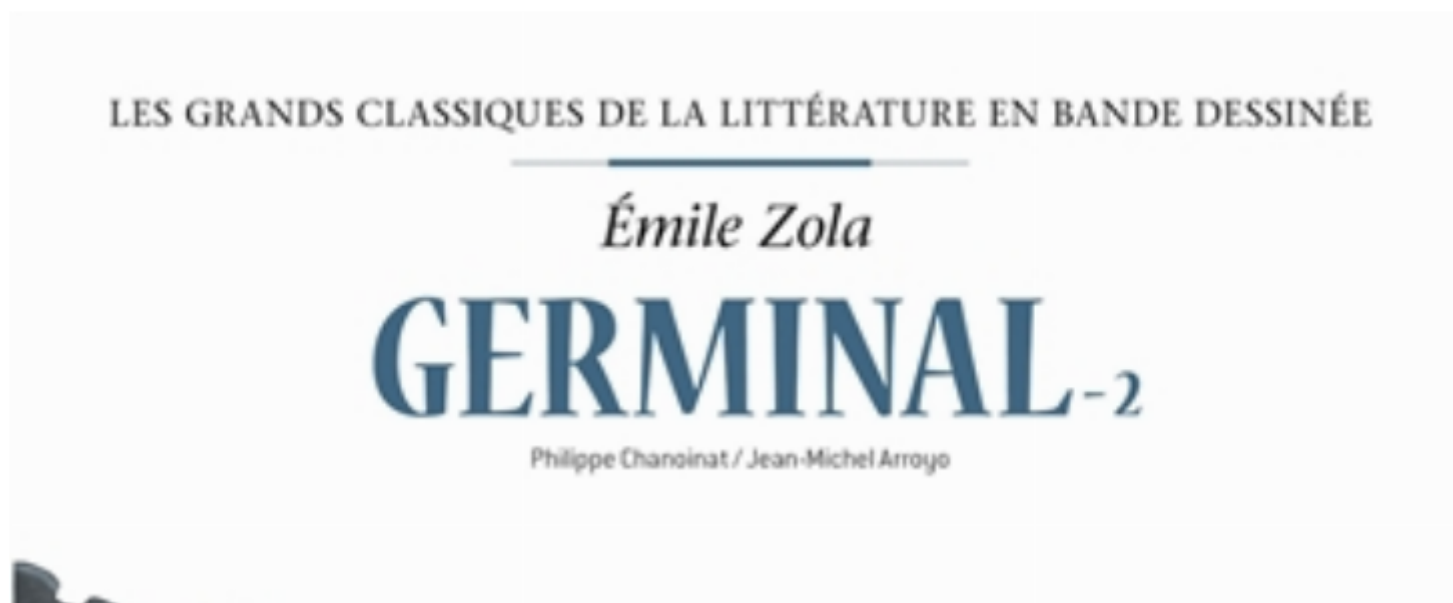 LES GRANDS CLASSIQUES DE LA LITTÉRATURE EN BANDE DESSINÉE
Émile Zola
GERMINAL-2
Philippe Chanoinat / Jean-Michel Arroyo